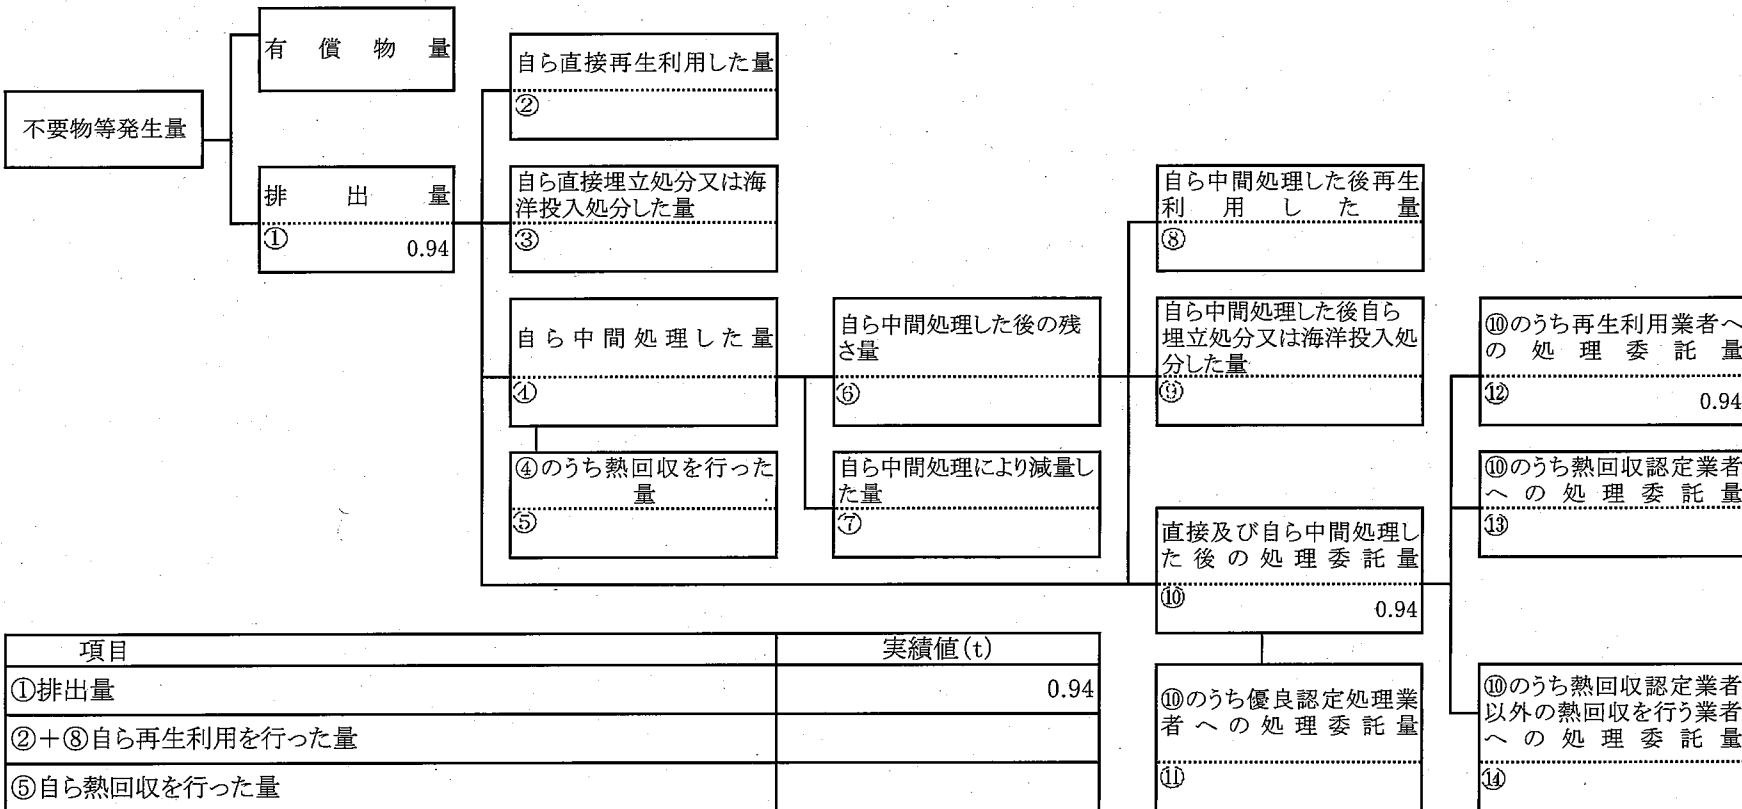 有償物量
不要物等発生量
排出量
①
0.94
自ら直接再生利用した量
②
自ら直接埋立処分又は海
洋投入処分した量
③
自ら中間処理した量
④
④のうち熱回収を行った
量
⑤
自ら中間処理した後の残
さ量
⑥
自ら中間処理により減量し
た量
⑦
自ら中間処理した後再生
利用した量
⑧
自ら中間処理した後自ら
埋立処分又は海洋投入処
分した量
⑨
直接及び自ら中間処理し
た後の処理委託量
⑩
0.94
⑩のうち優良認定処理業
者への処理委託量
⑪
⑩のうち再生利用業者へ
の処理委託量
⑫
0.94
⑩のうち熱回収認定業者
への処理委託量
⑬
⑩のうち熱回収認定業者
以外の熱回収を行う業者
への処理委託量
⑭
項目 実績値(t)
①排出量 0.94
②+⑧自ら再生利用を行った量
⑤自ら熱回収を行った量